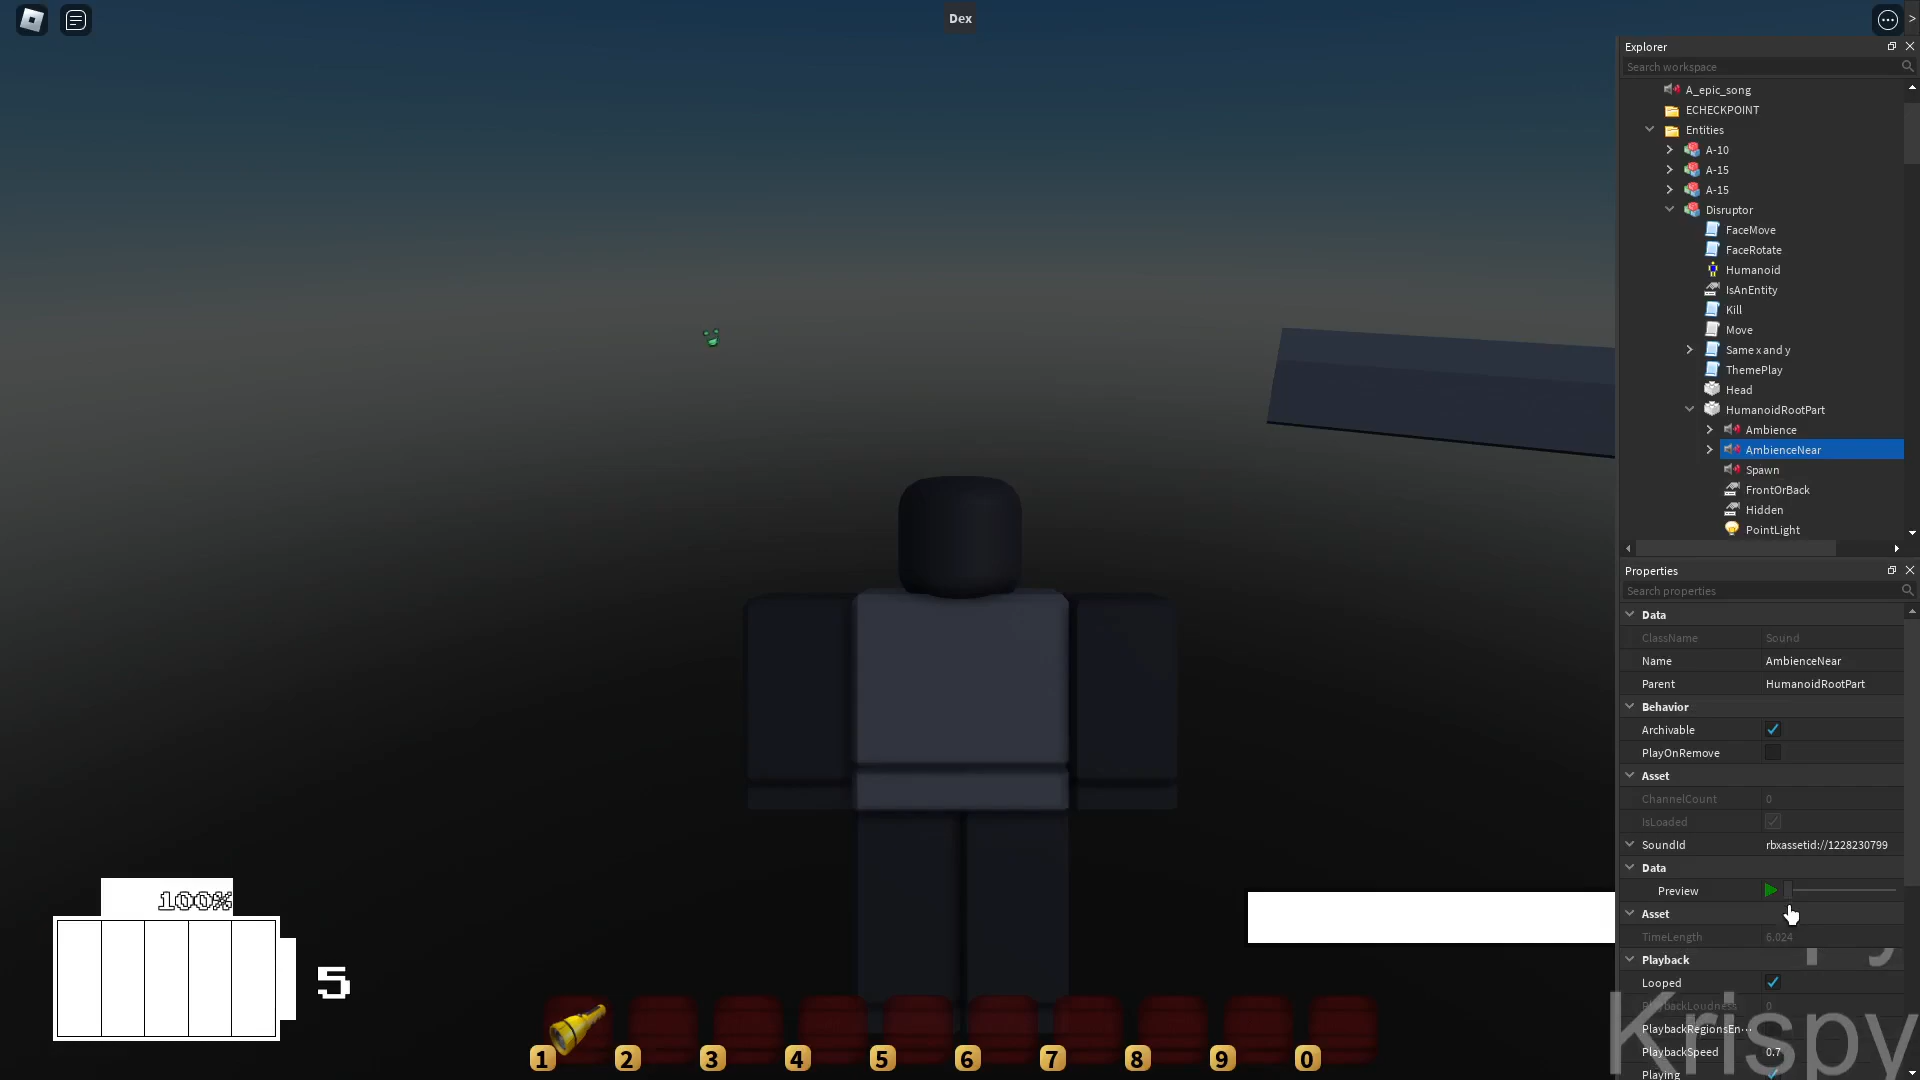 Dex
>
Explorer
Search workspace
A_epic_song
ECHECKPOINT
Entities
A-10
A-15
A-15
Disruptor
FaceMove
FaceRotate
Humanoid
IsAnEntity
Kill
Move
Same x and y
ThemePlay
Head
HumanoidRootPart
Ambience
AmbienceNear
Spawn
FrontOrBack
Hidden
PointLight
Properties
Search properties
Data
ClassName Sound
Name AmbienceNear
Parent HumanoidRootPart
Behavior
Archivable
PlayOnRemove
Asset
ChannelCount 0
IsLoaded
SoundId rbxassetid://1228230799
Data
Preview
Asset
TimeLength 6.024
Playback
Looped
PlaybackLoudness 0
PlaybackRegionsEn...
PlaybackSpeed 0.7
Playing
Krispy
100%
5
1 2 3 4 5 6 7 8 9 0